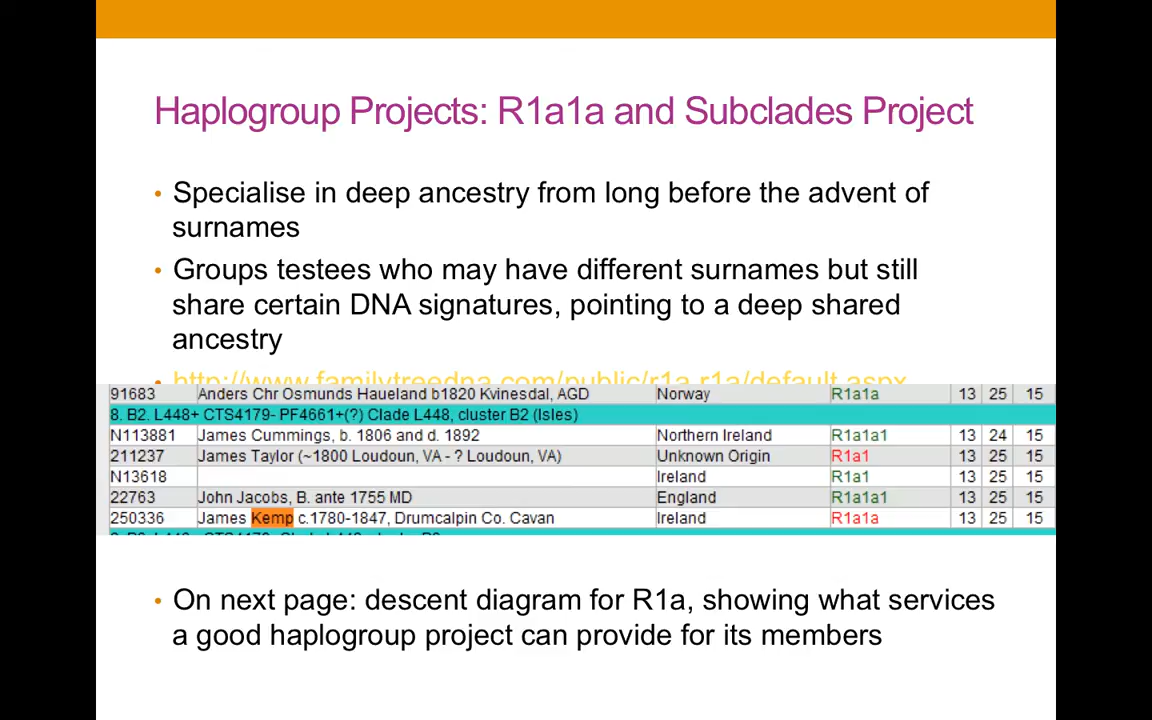 Haplogroup Projects: R1a1a and Subclades Project
• Specialise in deep ancestry from long before the advent of
surnames
• Groups testees who may have different surnames but still
share certain DNA signatures, pointing to a deep shared
ancestry
• http://www.familytreedna.com/public/r1a r1a/default.aspx
91683 Anders Chr Osmunds Haueland b1820 Kvinesdal, AGD Norway R1a1a 13 25 15
8. B2. L448+ CTS4179- PF4661+(?) Clade L448, cluster B2 (Isles)
N113881 James Cummings, b. 1806 and d. 1892 Northern Ireland R1a1a1 13 24 15
211237 James Taylor (~1800 Loudoun, VA - ? Loudoun, VA) Unknown Origin R1a1 13 25 15
N13618 Ireland R1a1 13 25 15
22763 John Jacobs, B. ante 1755 MD England R1a1a1 13 25 15
250336 James Kemp c.1780-1847, Drumcalpin Co. Cavan Ireland R1a1a 13 25 15
• On next page: descent diagram for R1a, showing what services
a good haplogroup project can provide for its members